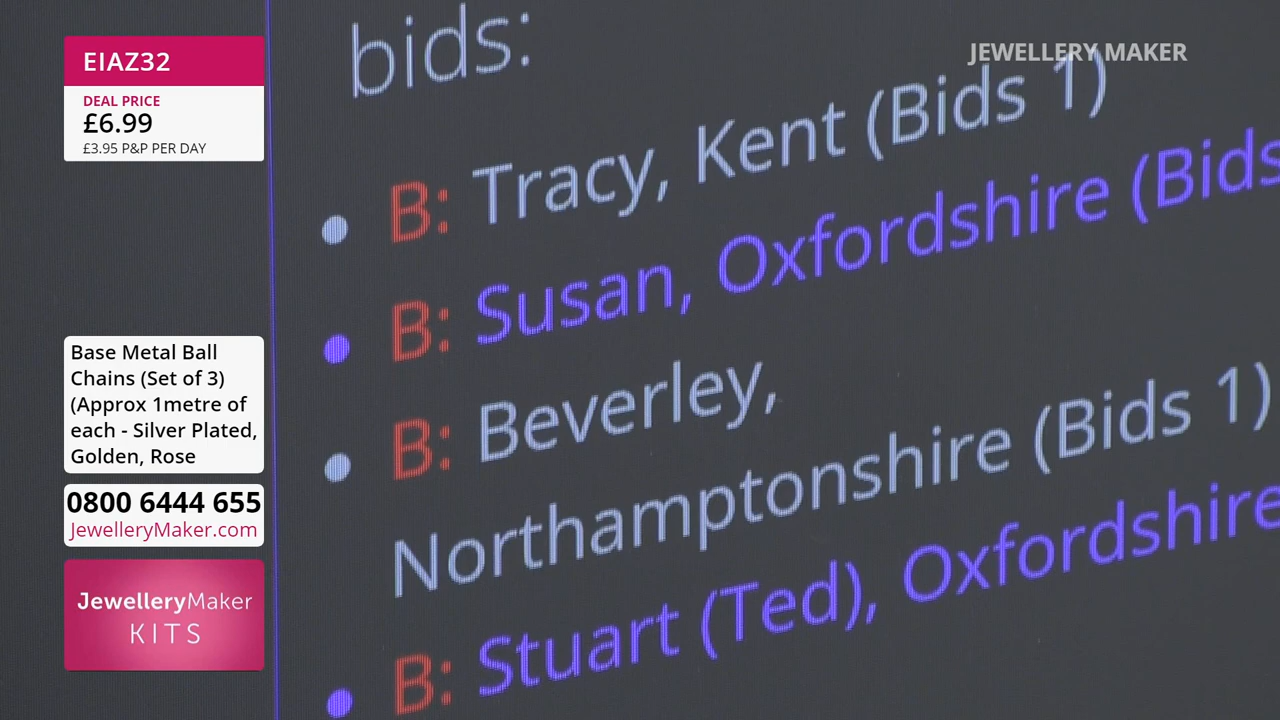 EIAZ32
DEAL PRICE
£6.99
£3.95 P&P PER DAY
Base Metal Ball
Chains (Set of 3)
(Approx 1metre of
each - Silver Plated,
Golden, Rose
0800 6444 655
JewelleryMaker.com
JewelleryMaker
KITS
JEWELLERY MAKER
bids:
• B: Tracy, Kent (Bids 1)
• B: Susan, Oxfordshire (Bids
• B: Beverley,
Northamptonshire (Bids 1)
• B: Stuart (Ted), Oxfordshire